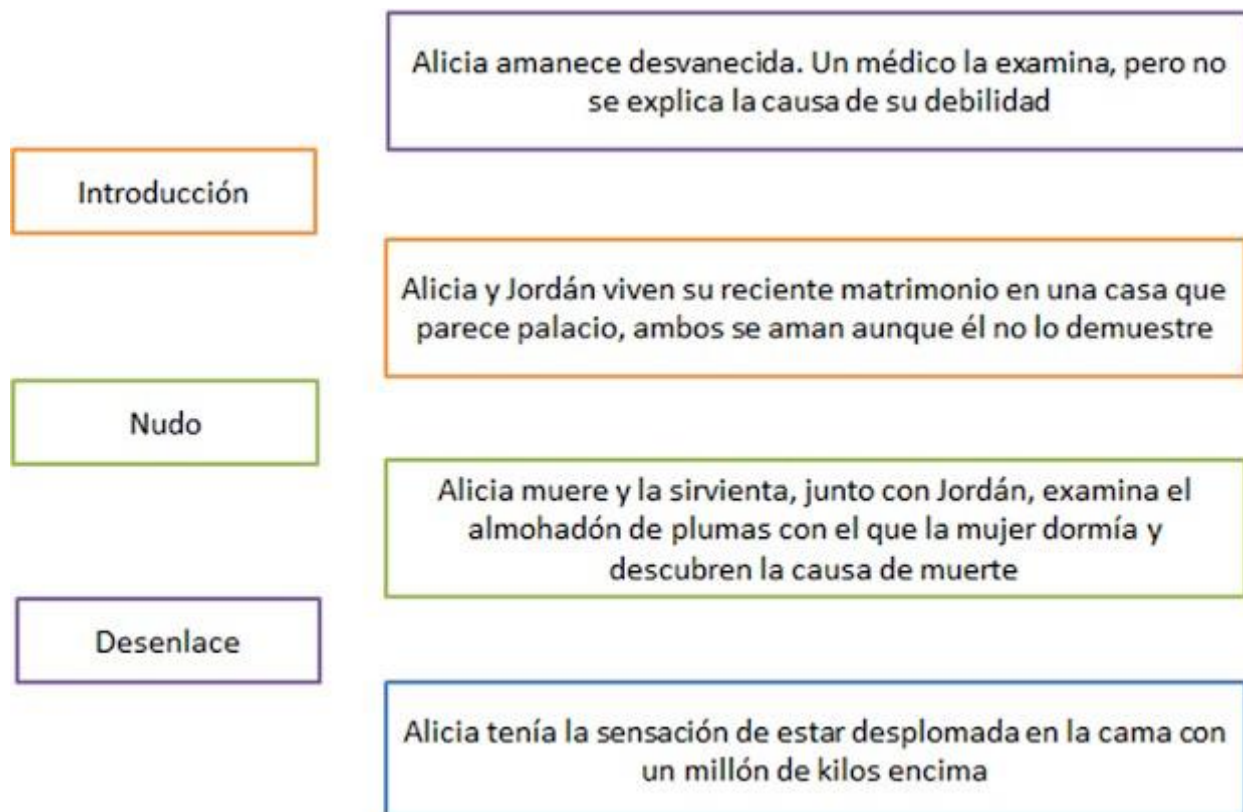 Alicia amanece desvanecida. Un médico la examina, pero no
se explica la causa de su debilidad
Introducción
Alicia y Jordán viven su reciente matrimonio en una casa que
parece palacio, ambos se aman aunque él no lo demuestre
Nudo
Alicia muere y la sirvienta, junto con Jordán, examina el
almohadón de plumas con el que la mujer dormía y
descubren la causa de muerte
Desenlace
Alicia tenía la sensación de estar desplomada en la cama con
un millón de kilos encima